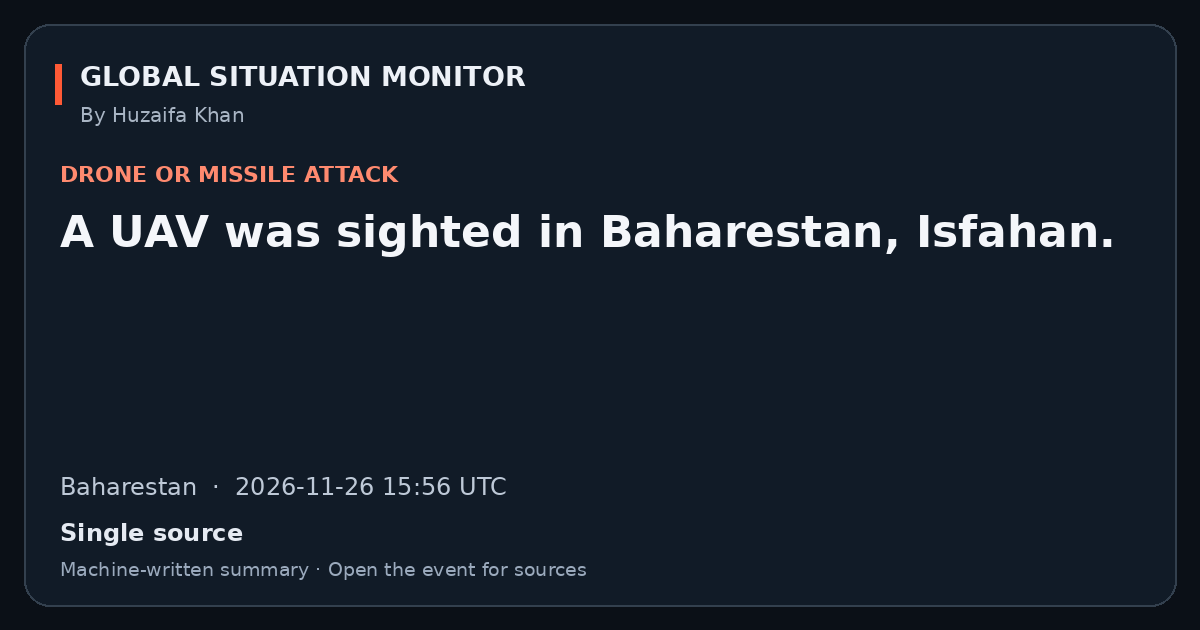 GLOBAL SITUATION MONITOR
By Huzaifa Khan
DRONE OR MISSILE ATTACK
A UAV was sighted in Baharestan, Isfahan.
Baharestan · 2026-11-26 15:56 UTC
Single source
Machine-written summary · Open the event for sources